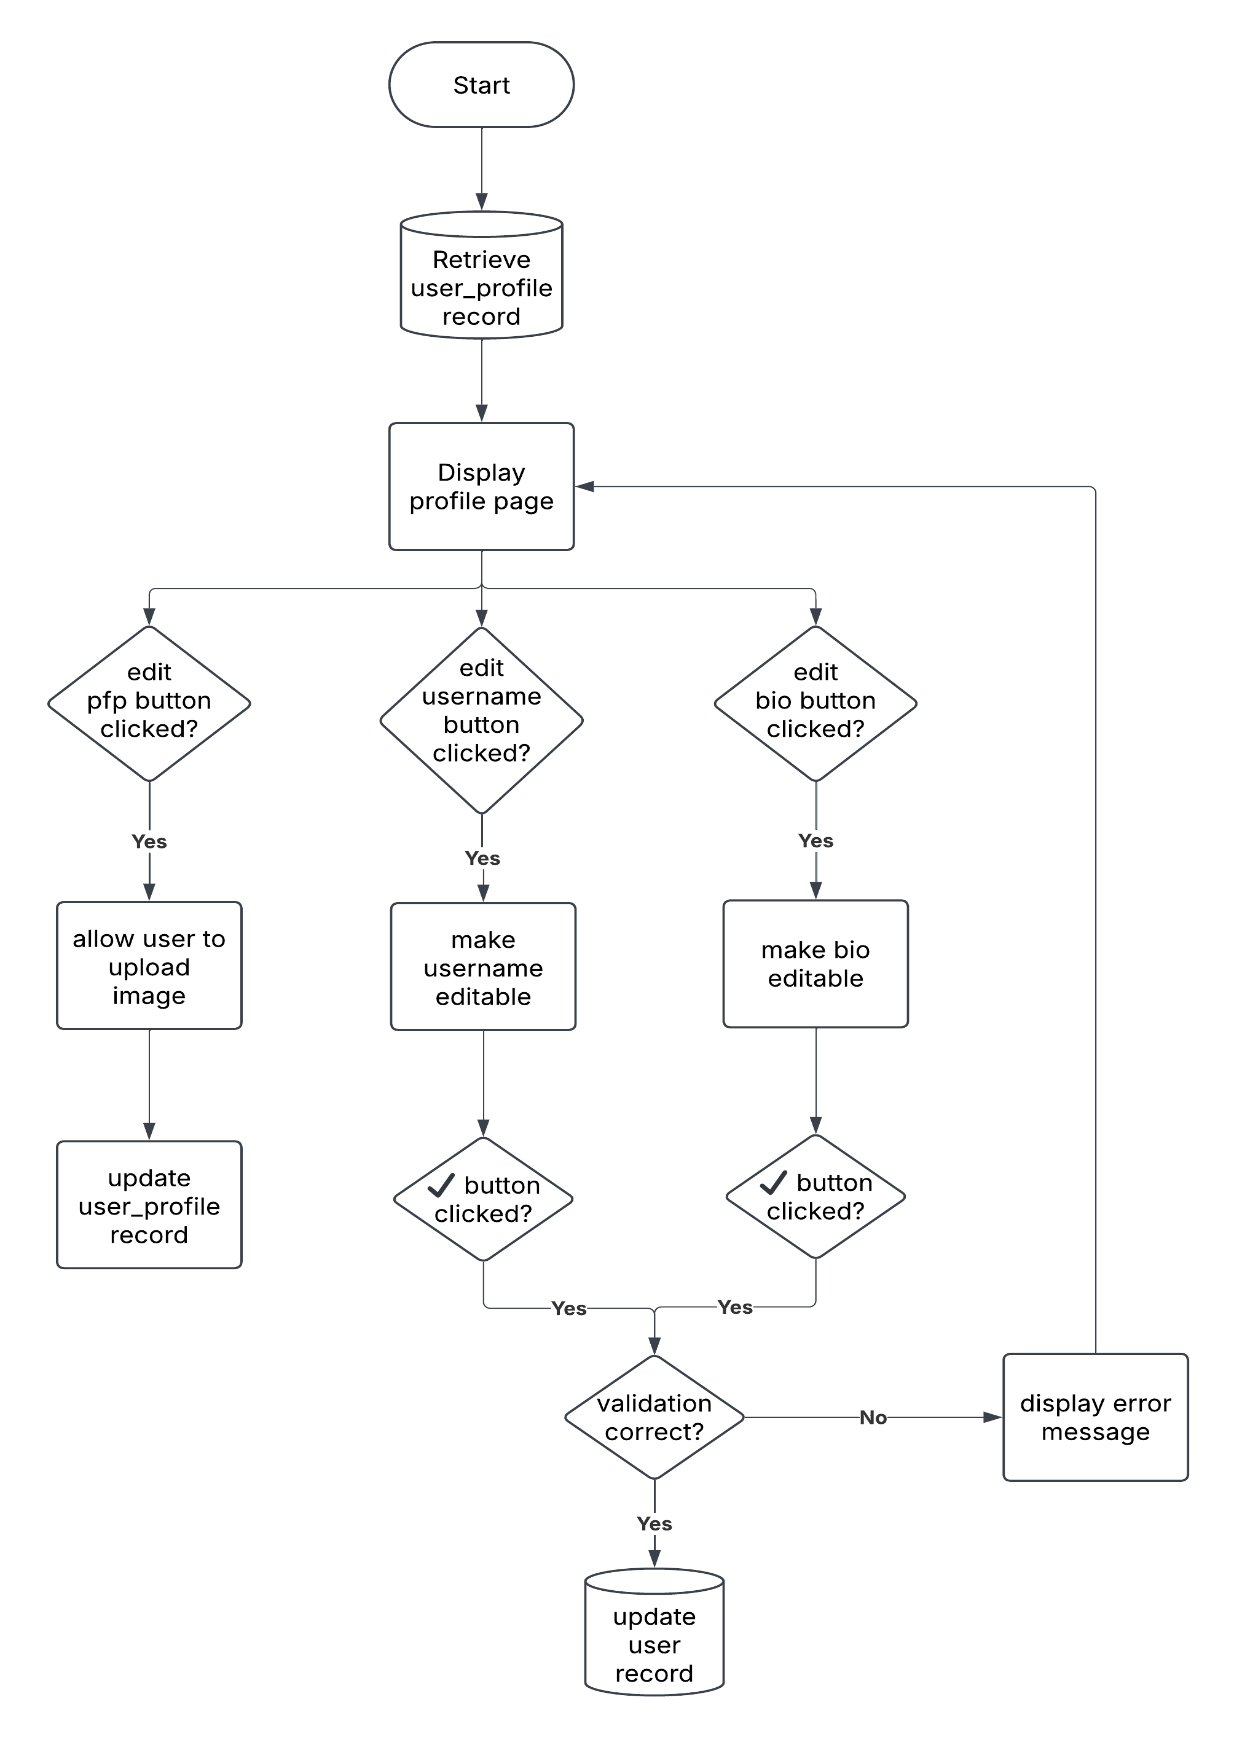 Start
Retrieve
user_profile
record
Display
profile page
edit
pfp button
clicked?
edit
username
button
clicked?
edit
bio button
clicked?
Yes
Yes
Yes
allow user to
upload
image
make
username
editable
make bio
editable
update
user_profile
record
✓ button
clicked?
✓ button
clicked?
Yes
Yes
validation
correct?
No
display error
message
Yes
update
user
record